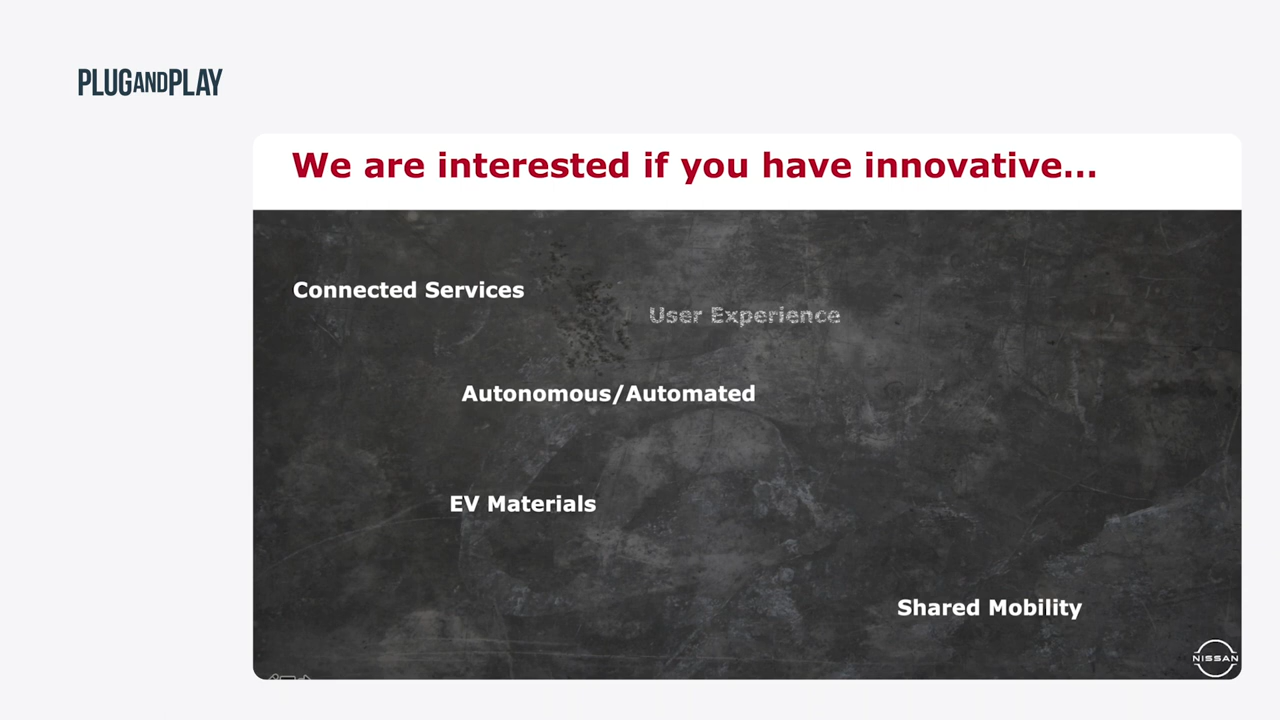 PLUGANDPLAY
We are interested if you have innovative...
Connected Services
User Experience
Autonomous/Automated
EV Materials
Shared Mobility
NISSAN